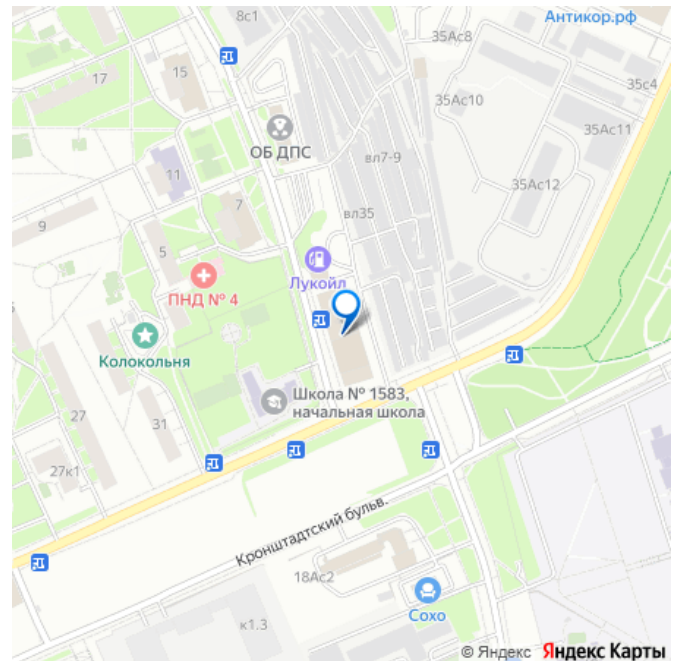 8с1
Антикор.рф
35Ас8
15
17
35с4
35Ас10
ОБ ДПС
35Ас11
вл7-9
11
35Ас12
7
вл35
9
5
Лукойл
ПНД № 4
Колокольня
Школа № 1583,
начальная школа
27
31
27к1
Кронштадтский бульв.
18Ас2
Сохо
к1.3
© Яндекс Яндекс Карты